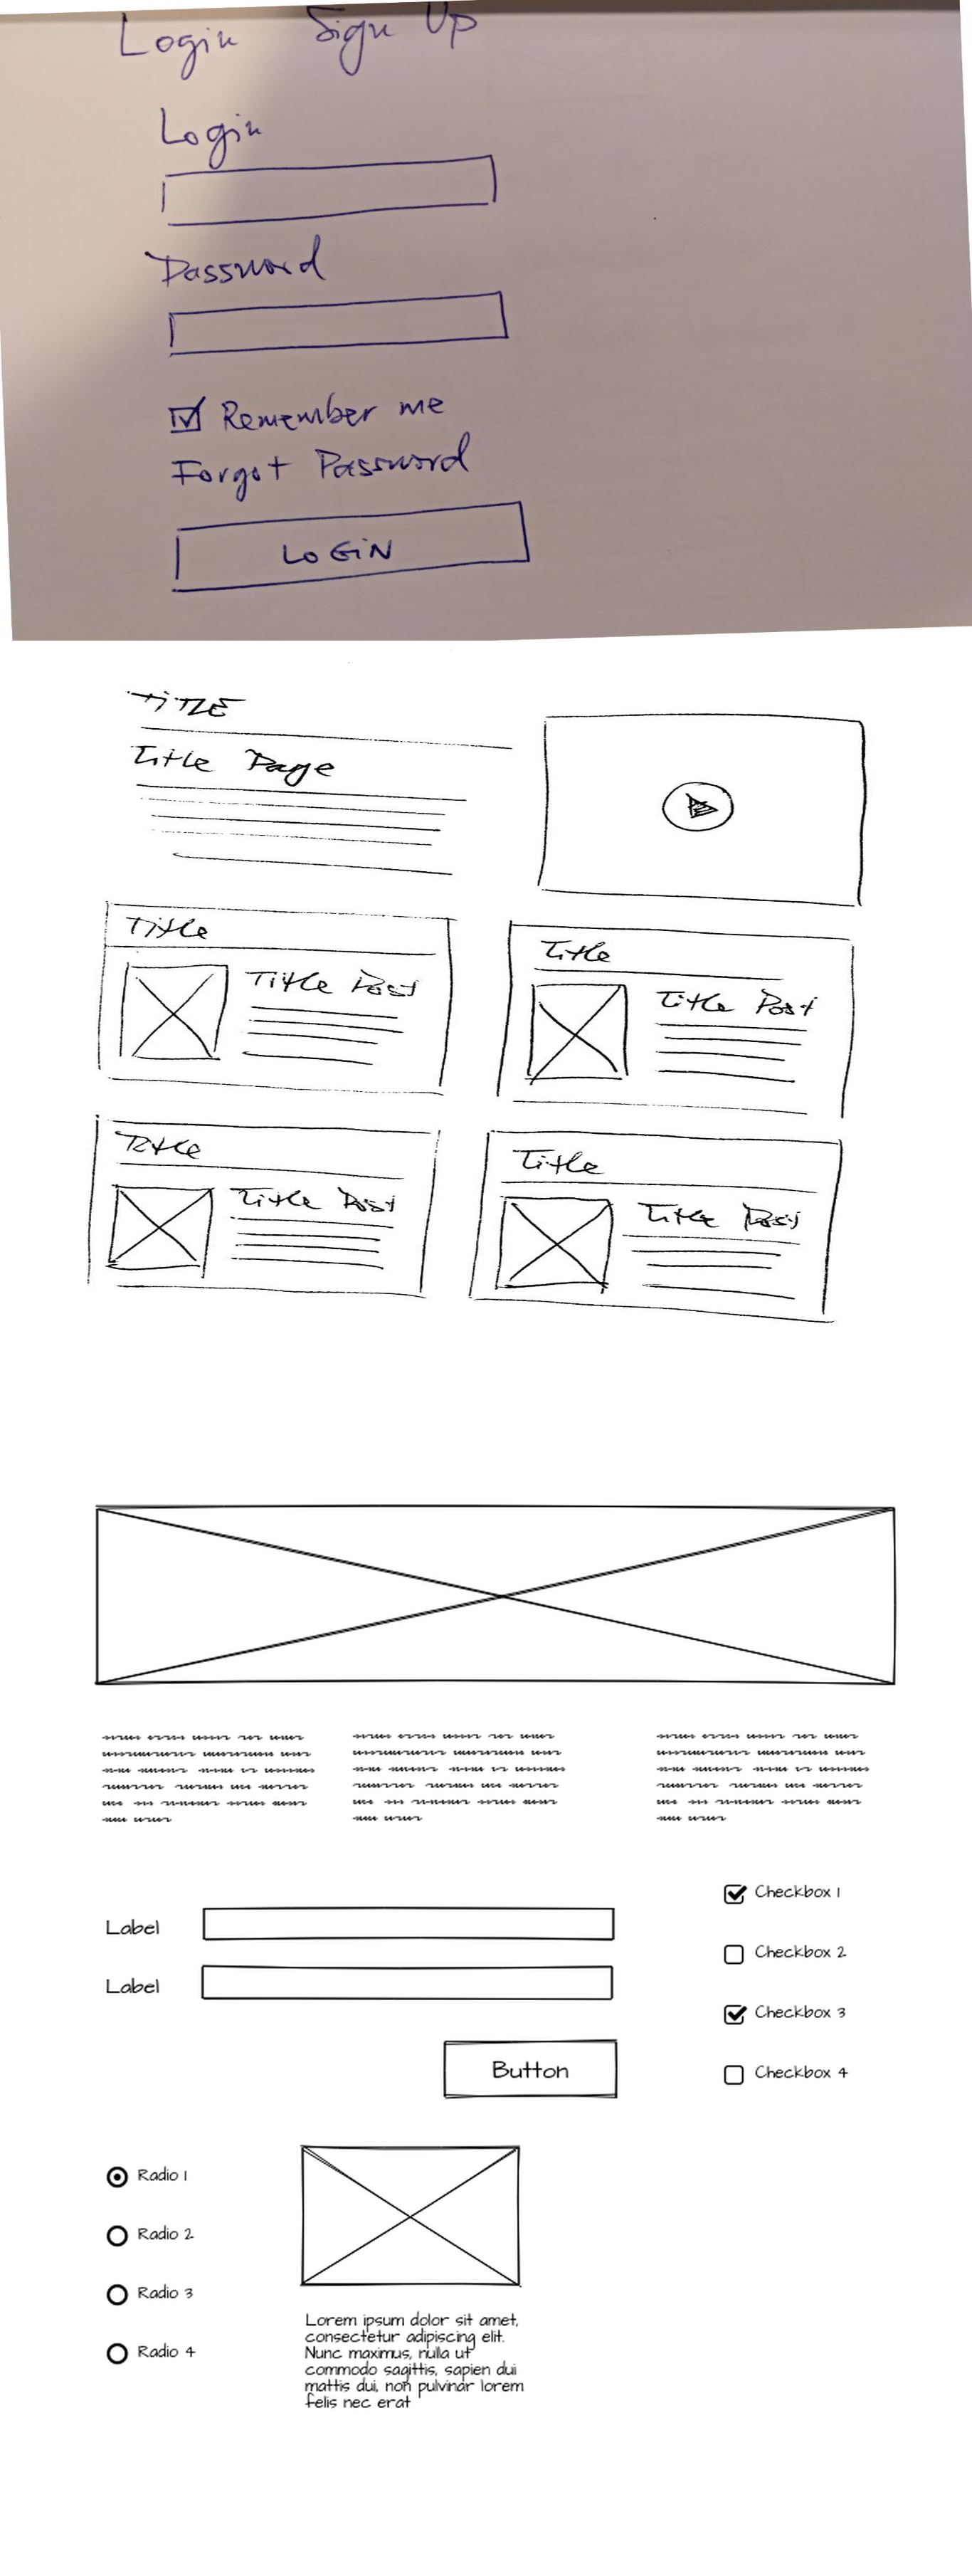 Login Sign Up
Login
Password
Remember me
Forgot Password
LOGIN
TITLE
Title Page
Title
Title Post
Title
Title Post
Title
Title Post
Title
Title Post
Label
Label
Button
Checkbox 1
Checkbox 2
Checkbox 3
Checkbox 4
Radio 1
Radio 2
Radio 3
Radio 4
Lorem ipsum dolor sit amet,
consectetur adipiscing elit.
Nunc maximus, nulla ut
commodo sagittis, sapien dui
mattis dui, non pulvinar lorem
felis nec erat